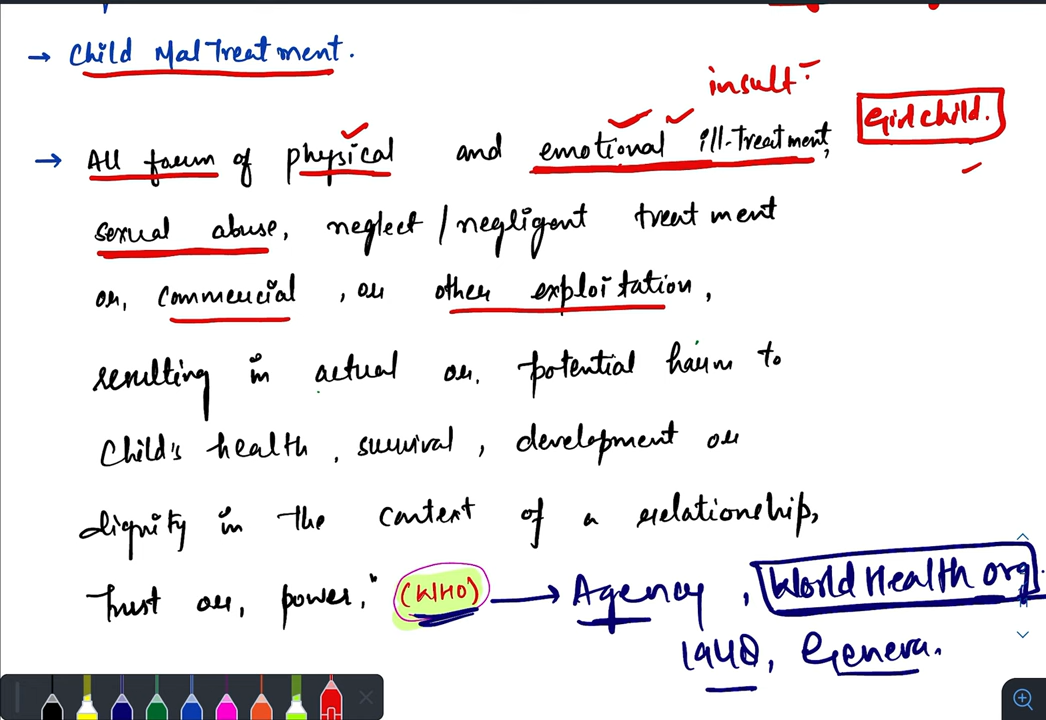 → Child MalTreatment.
insult -
Girl child.
→ All form of physical and emotional ill-Treatment,
sexual abuse, neglect / negligent treatment
or, commercial , or other exploitation ,
resulting in actual or, potential harm to
Child's health , survival , development or
dignity in the context of a relationship,
Trust or, power," (WHO) → Agency , World Health org.
1948, Geneva.